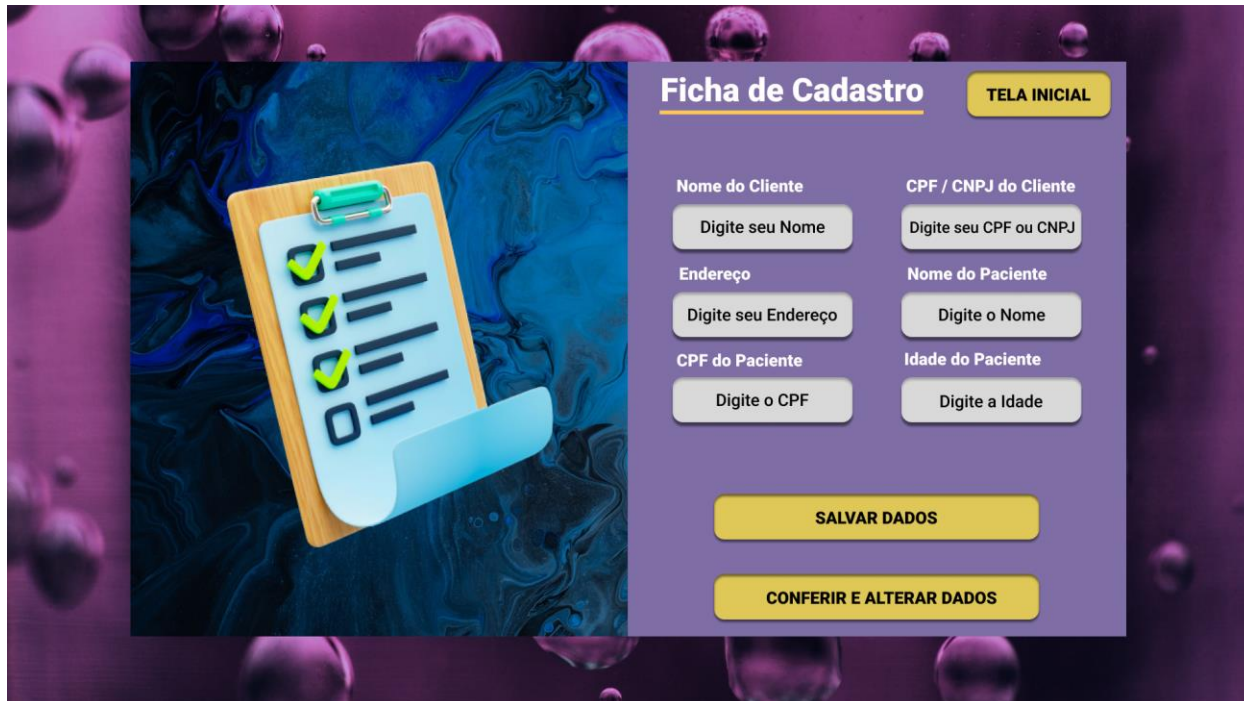 Ficha de Cadastro
TELA INICIAL
Nome do Cliente
CPF / CNPJ do Cliente
Digite seu Nome
Digite seu CPF ou CNPJ
Endereço
Nome do Paciente
Digite seu Endereço
Digite o Nome
CPF do Paciente
Idade do Paciente
Digite o CPF
Digite a Idade
SALVAR DADOS
CONFERIR E ALTERAR DADOS